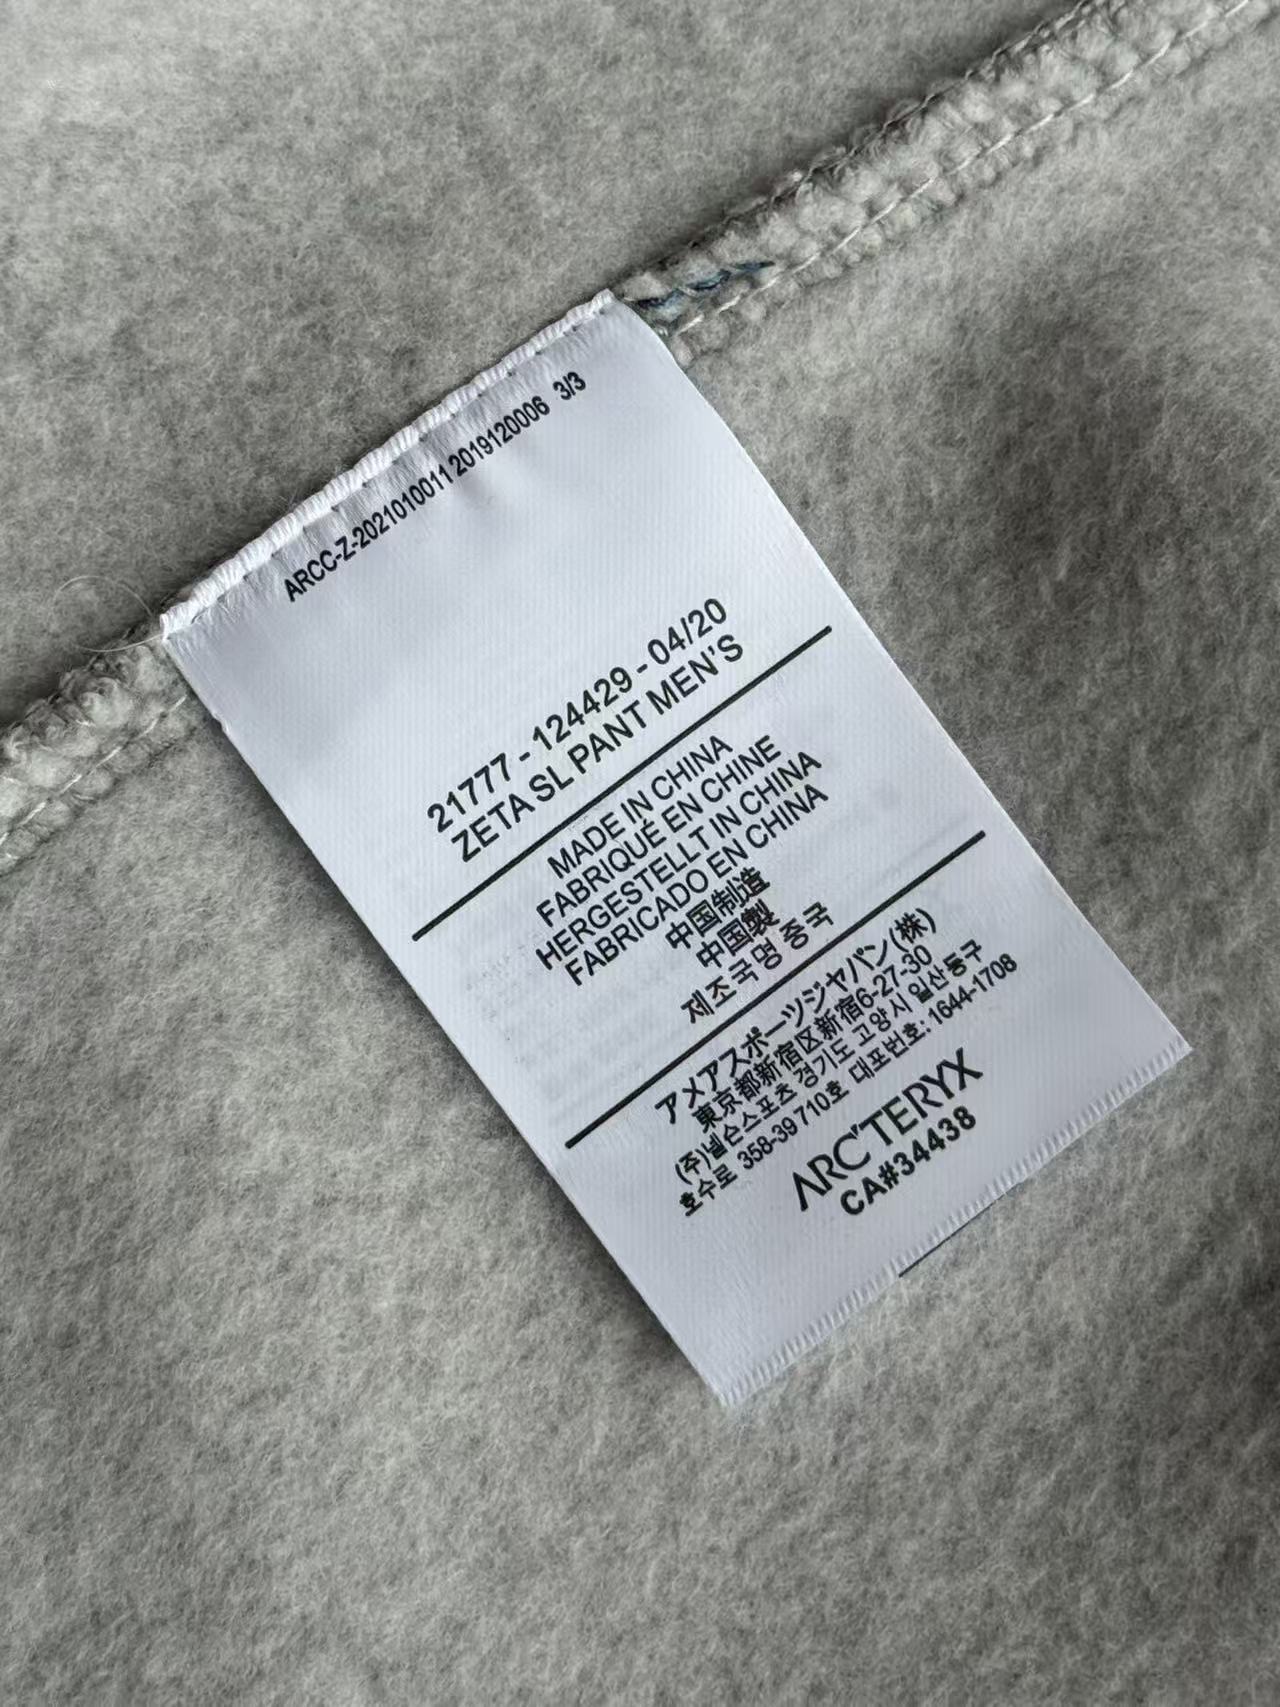 ARCC-Z-2021010011 2019120006 3/3
21777 - 124429 - 04/20
ZETA SL PANT MEN'S
MADE IN CHINA
FABRIQUÉ EN CHINE
HERGESTELLT IN CHINA
FABRICADO EN CHINA
中国制造
中国製
제조국명 중국
アメアスポーツジャパン(株)
東京都新宿区新宿6-27-30
(주)넬슨스포츠 경기도 고양시 일산동구
호수로 358-39 710호 대포번호: 1644-1708
ARC'TERYX
CA#34438